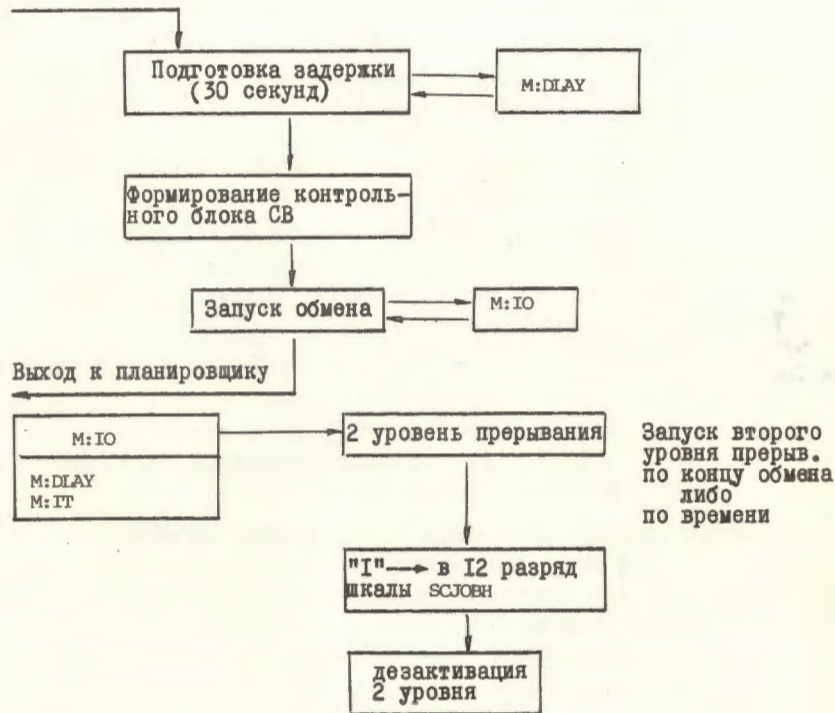 Подготовка задержки
(30 секунд)
M:DLAY
Формирование контроль-
ного блока CB
Запуск обмена
M:IO
Выход к планировщику
M:IO
M:DLAY
M:IT
2 уровень прерывания
Запуск второго
уровня прерыв.
по концу обмена
либо
по времени
"I"→ в I2 разряд
шкалы SCJOBH
дезактивация
2 уровня